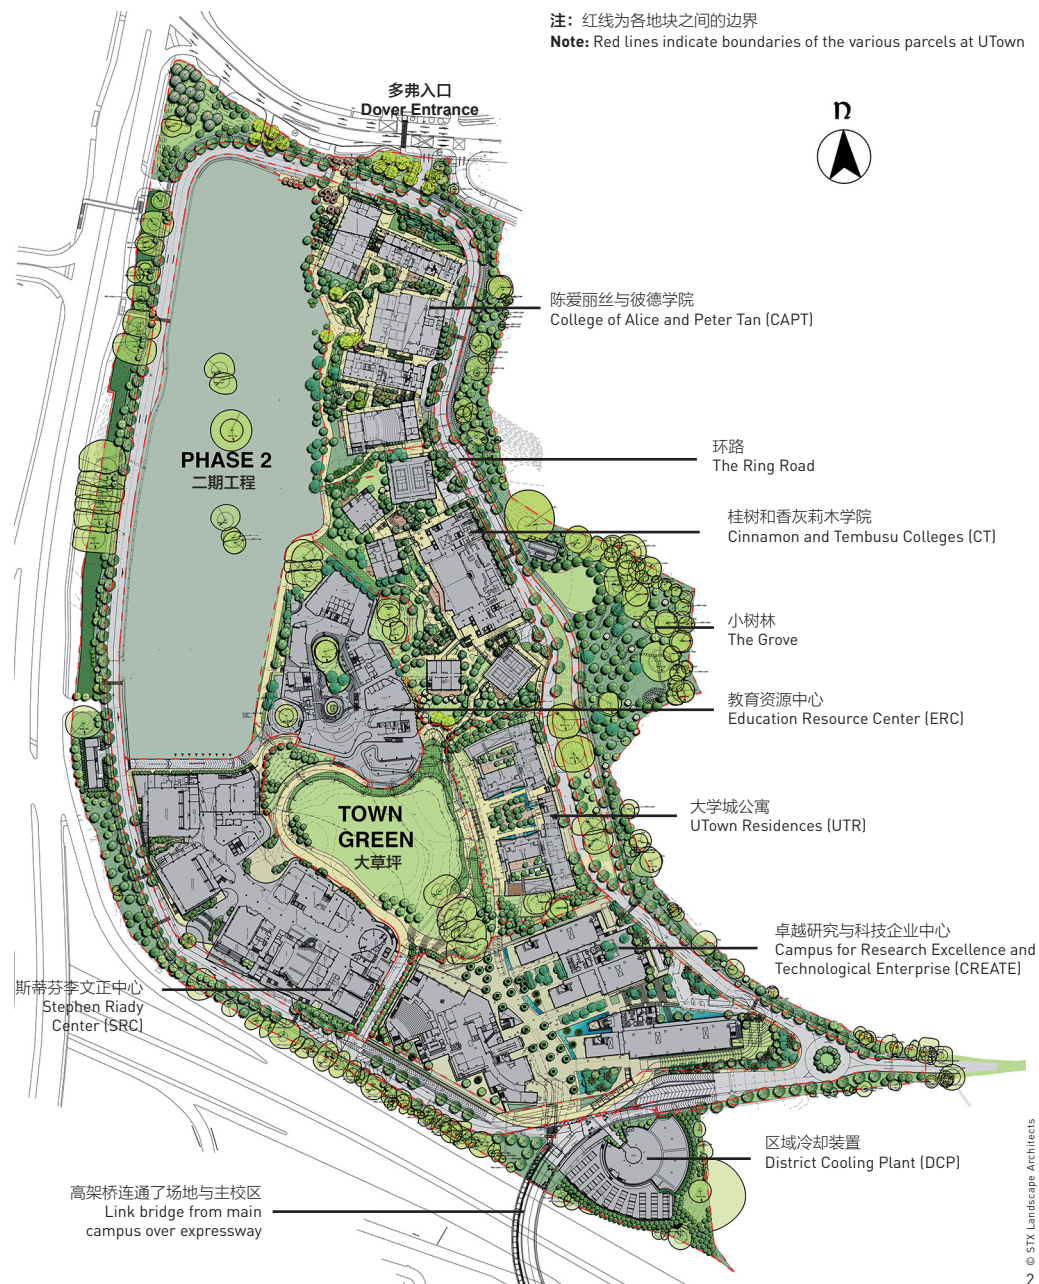 注：红线为各地块之间的边界
Note: Red lines indicate boundaries of the various parcels at UTown
多弗入口
Dover Entrance
n
陈爱丽丝与彼德学院
College of Alice and Peter Tan (CAPT)
环路
The Ring Road
PHASE 2
二期工程
桂树和香灰莉木学院
Cinnamon and Tembusu Colleges (CT)
小树林
The Grove
教育资源中心
Education Resource Center (ERC)
TOWN
GREEN
大草坪
大学城公寓
UTown Residences (UTR)
卓越研究与科技企业中心
Campus for Research Excellence and
Technological Enterprise (CREATE)
斯蒂芬李文正中心
Stephen Riady
Center (SRC)
区域冷却装置
District Cooling Plant (DCP)
高架桥连通了场地与主校区
Link bridge from main
campus over expressway
© STX Landscape Architects
2